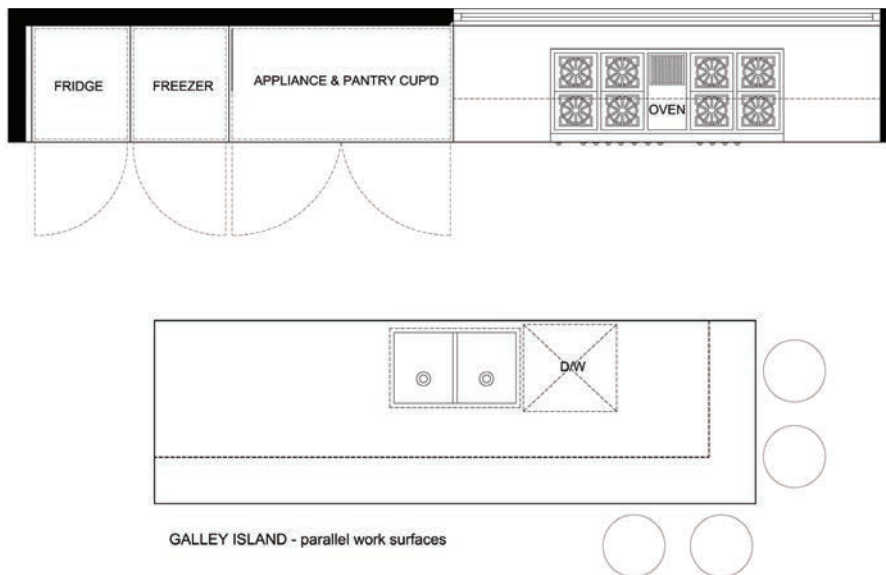 FRIDGE
FREEZER
APPLIANCE & PANTRY CUP'D
OVEN
D/W
GALLEY ISLAND - parallel work surfaces